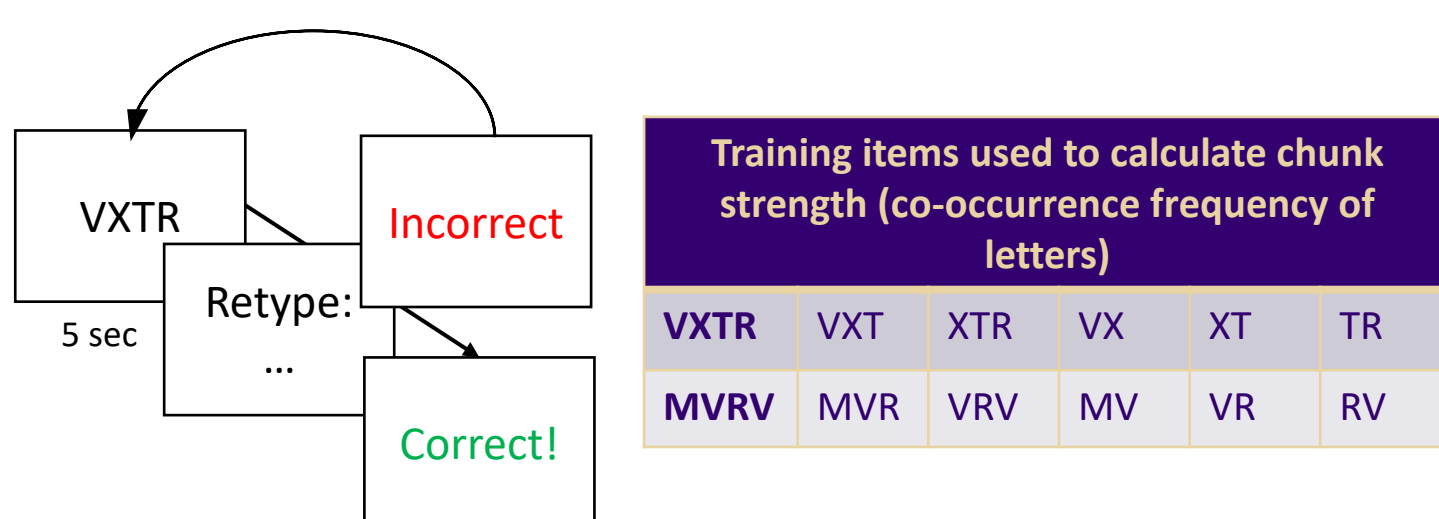 VXTR
5 sec
Retype:
...
Incorrect
Correct!
Training items used to calculate chunk
strength (co-occurrence frequency of
letters)
VXTR VXT XTR VX XT TR
MVRV MVR VRV MV VR RV